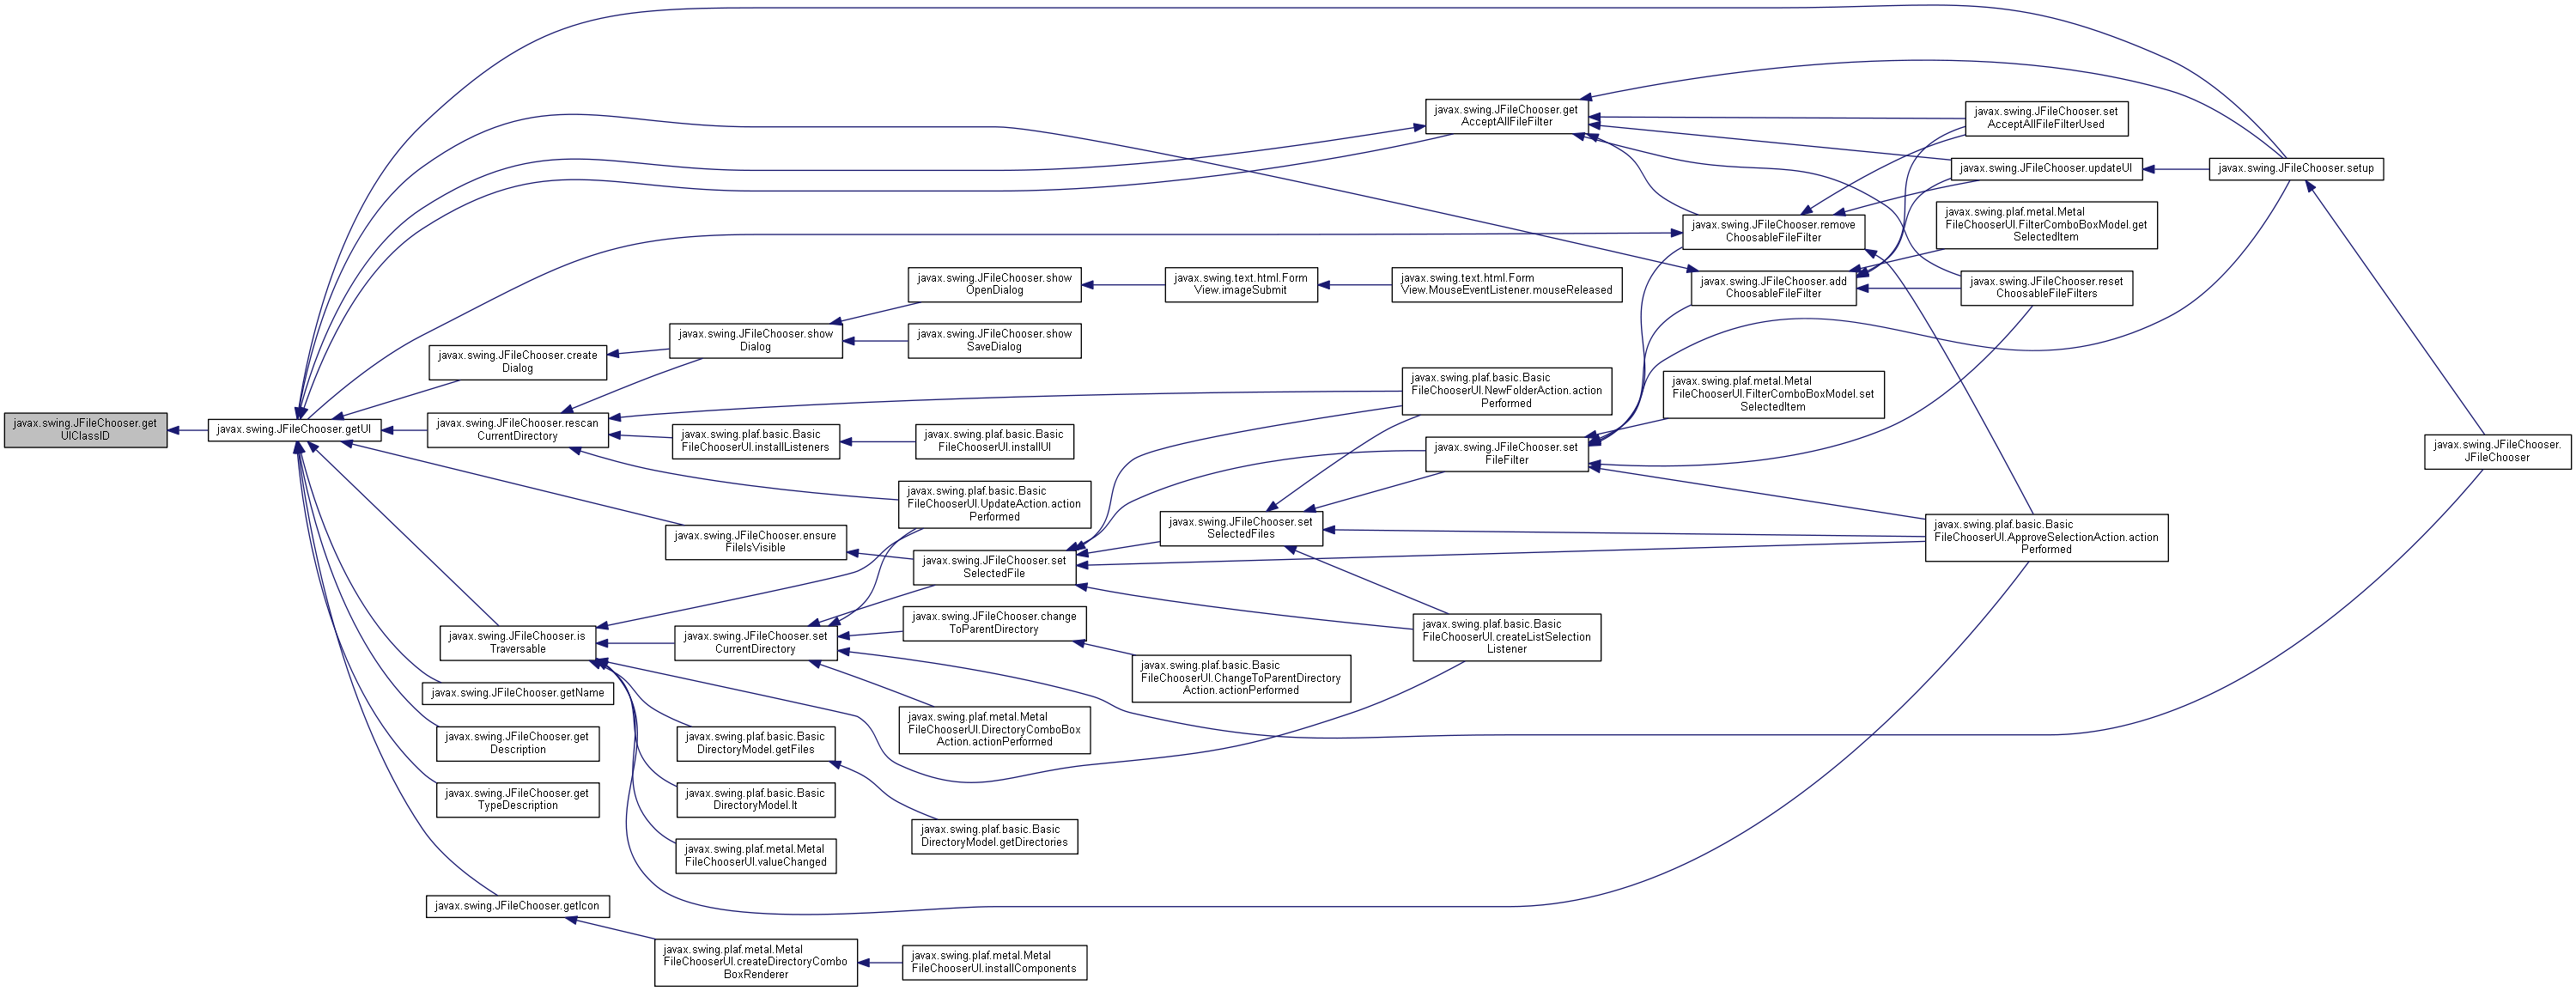 javax.swing.JFileChooser.get
UIClassID
javax.swing.JFileChooser.getUI
javax.swing.JFileChooser.create
Dialog
javax.swing.JFileChooser.rescan
CurrentDirectory
javax.swing.JFileChooser.is
Traversable
javax.swing.JFileChooser.getName
javax.swing.JFileChooser.get
Description
javax.swing.JFileChooser.get
TypeDescription
javax.swing.JFileChooser.getIcon
javax.swing.JFileChooser.show
Dialog
javax.swing.plaf.basic.Basic
FileChooserUI.installListeners
javax.swing.JFileChooser.ensure
FileIsVisible
javax.swing.JFileChooser.set
CurrentDirectory
javax.swing.plaf.basic.Basic
DirectoryModel.getFiles
javax.swing.plaf.basic.Basic
DirectoryModel.lt
javax.swing.plaf.metal.Metal
FileChooserUI.valueChanged
javax.swing.plaf.metal.Metal
FileChooserUI.createDirectoryCombo
BoxRenderer
javax.swing.JFileChooser.show
OpenDialog
javax.swing.JFileChooser.show
SaveDialog
javax.swing.plaf.basic.Basic
FileChooserUI.installUI
javax.swing.plaf.basic.Basic
FileChooserUI.UpdateAction.action
Performed
javax.swing.JFileChooser.set
SelectedFile
javax.swing.JFileChooser.change
ToParentDirectory
javax.swing.plaf.metal.Metal
FileChooserUI.DirectoryComboBox
Action.actionPerformed
javax.swing.plaf.basic.Basic
DirectoryModel.getDirectories
javax.swing.plaf.metal.Metal
FileChooserUI.installComponents
javax.swing.text.html.Form
View.imageSubmit
javax.swing.JFileChooser.set
SelectedFiles
javax.swing.plaf.basic.Basic
FileChooserUI.ChangeToParentDirectory
Action.actionPerformed
javax.swing.JFileChooser.get
AcceptAllFileFilter
javax.swing.text.html.Form
View.MouseEventListener.mouseReleased
javax.swing.plaf.basic.Basic
FileChooserUI.NewFolderAction.action
Performed
javax.swing.JFileChooser.set
FileFilter
javax.swing.plaf.basic.Basic
FileChooserUI.createListSelection
Listener
javax.swing.JFileChooser.remove
ChoosableFileFilter
javax.swing.JFileChooser.add
ChoosableFileFilter
javax.swing.plaf.metal.Metal
FileChooserUI.FilterComboBoxModel.set
SelectedItem
javax.swing.JFileChooser.set
AcceptAllFileFilterUsed
javax.swing.JFileChooser.updateUI
javax.swing.plaf.metal.Metal
FileChooserUI.FilterComboBoxModel.get
SelectedItem
javax.swing.JFileChooser.reset
ChoosableFileFilters
javax.swing.plaf.basic.Basic
FileChooserUI.ApproveSelectionAction.action
Performed
javax.swing.JFileChooser.setup
javax.swing.JFileChooser.
JFileChooser